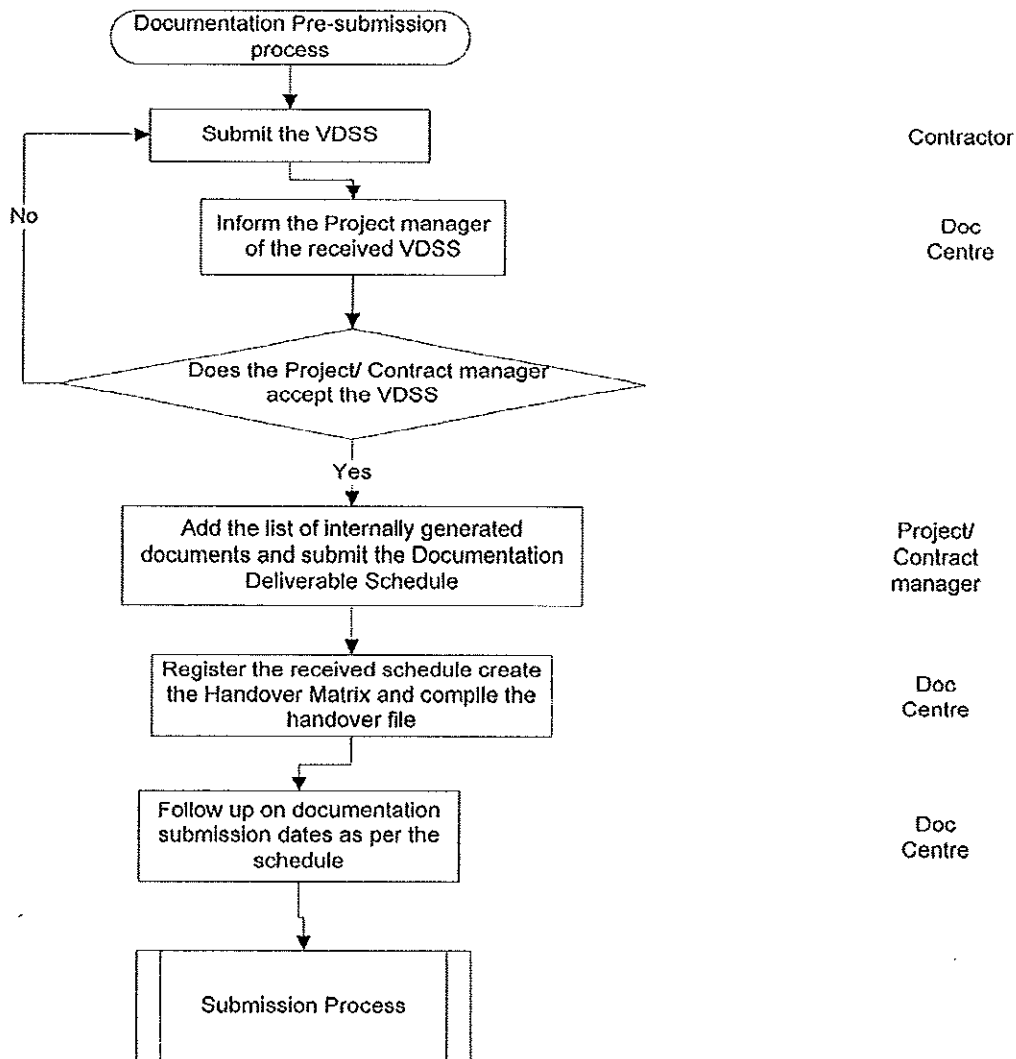 Documentation Pre-submission
process
Submit the VDSS
Contractor
No
Inform the Project manager
of the received VDSS
Doc
Centre
Does the Project/ Contract manager
accept the VDSS
Yes
Add the list of internally generated
documents and submit the Documentation
Deliverable Schedule
Project/
Contract
manager
Register the received schedule create
the Handover Matrix and compile the
handover file
Doc
Centre
Follow up on documentation
submission dates as per the
schedule
Doc
Centre
Submission Process